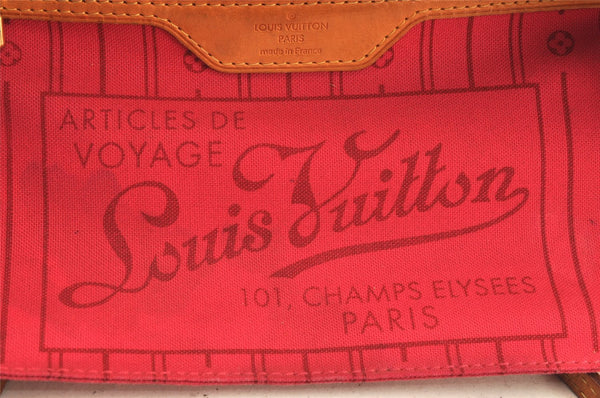 LOUIS VUITTON
PARIS
made in France
ARTICLES DE
VOYAGE
Louis Vuitton
101, CHAMPS ELYSEES
PARIS